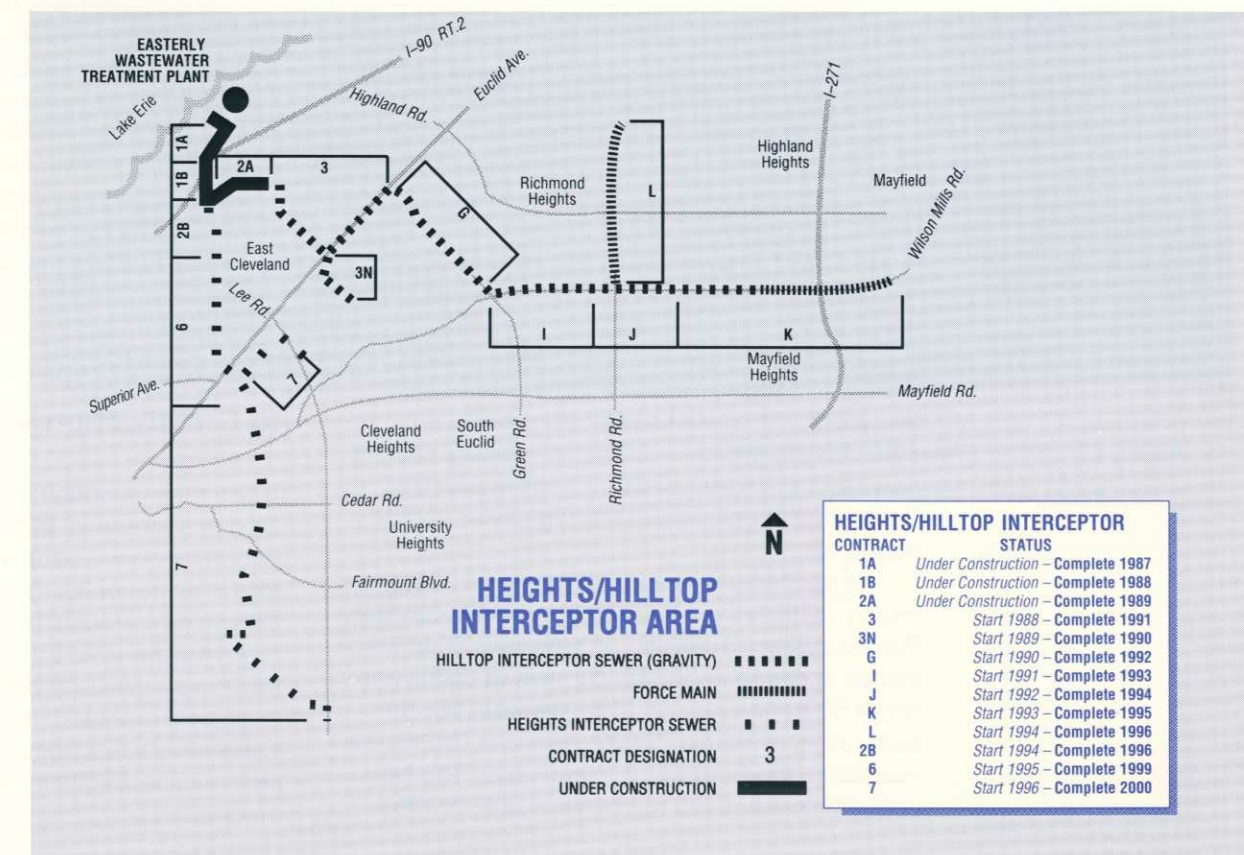 EASTERLY
WASTEWATER
TREATMENT PLANT
Lake Erie
I-90 RT.2
Highland Rd.
Euclid Ave.
I-271
1A
1B
2A
3
2B
G
L
Richmond
Heights
Highland
Heights
Mayfield
Wilson Mills Rd.
East
Cleveland
3N
Lee Rd.
6
7
I
J
K
Mayfield
Heights
Superior Ave.
Mayfield Rd.
Cleveland
Heights
South
Euclid
Green Rd.
Richmond Rd.
Cedar Rd.
University
Heights
7
Fairmount Blvd.
N
HEIGHTS/HILLTOP
INTERCEPTOR AREA
HILLTOP INTERCEPTOR SEWER (GRAVITY)
FORCE MAIN
HEIGHTS INTERCEPTOR SEWER
CONTRACT DESIGNATION 3
UNDER CONSTRUCTION
HEIGHTS/HILLTOP INTERCEPTOR
CONTRACT STATUS
1A Under Construction – Complete 1987
1B Under Construction – Complete 1988
2A Under Construction – Complete 1989
3 Start 1988 – Complete 1991
3N Start 1989 – Complete 1990
G Start 1990 – Complete 1992
I Start 1991 – Complete 1993
J Start 1992 – Complete 1994
K Start 1993 – Complete 1995
L Start 1994 – Complete 1996
2B Start 1994 – Complete 1996
6 Start 1995 – Complete 1999
7 Start 1996 – Complete 2000